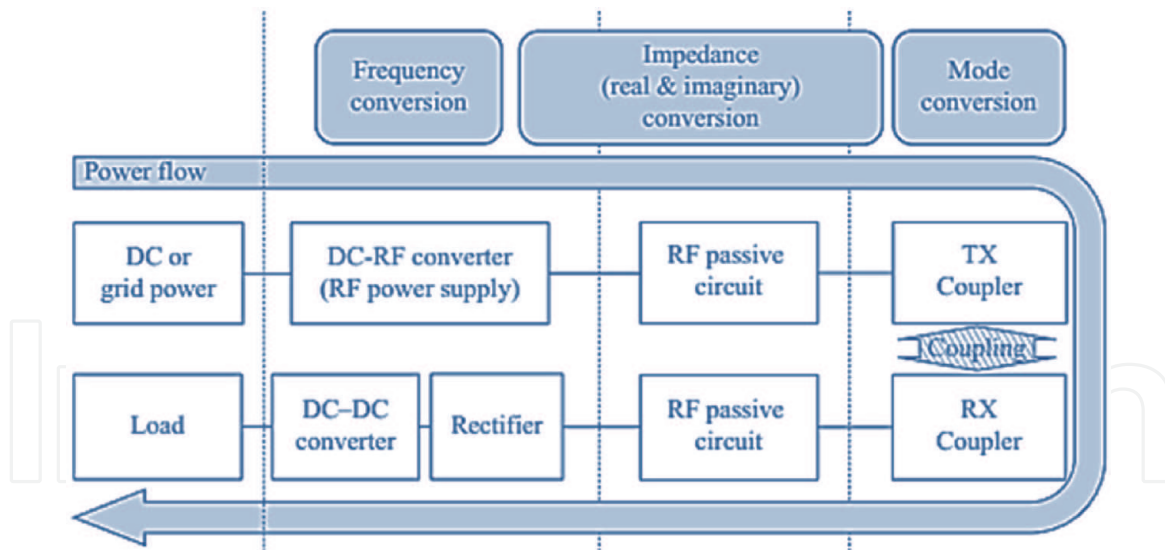 Frequency
conversion
Impedance
(real & imaginary)
conversion
Mode
conversion
Power flow
DC or
grid power
DC-RF converter
(RF power supply)
RF passive
circuit
TX
Coupler
Coupling
Load
DC–DC
converter
Rectifier
RF passive
circuit
RX
Coupler